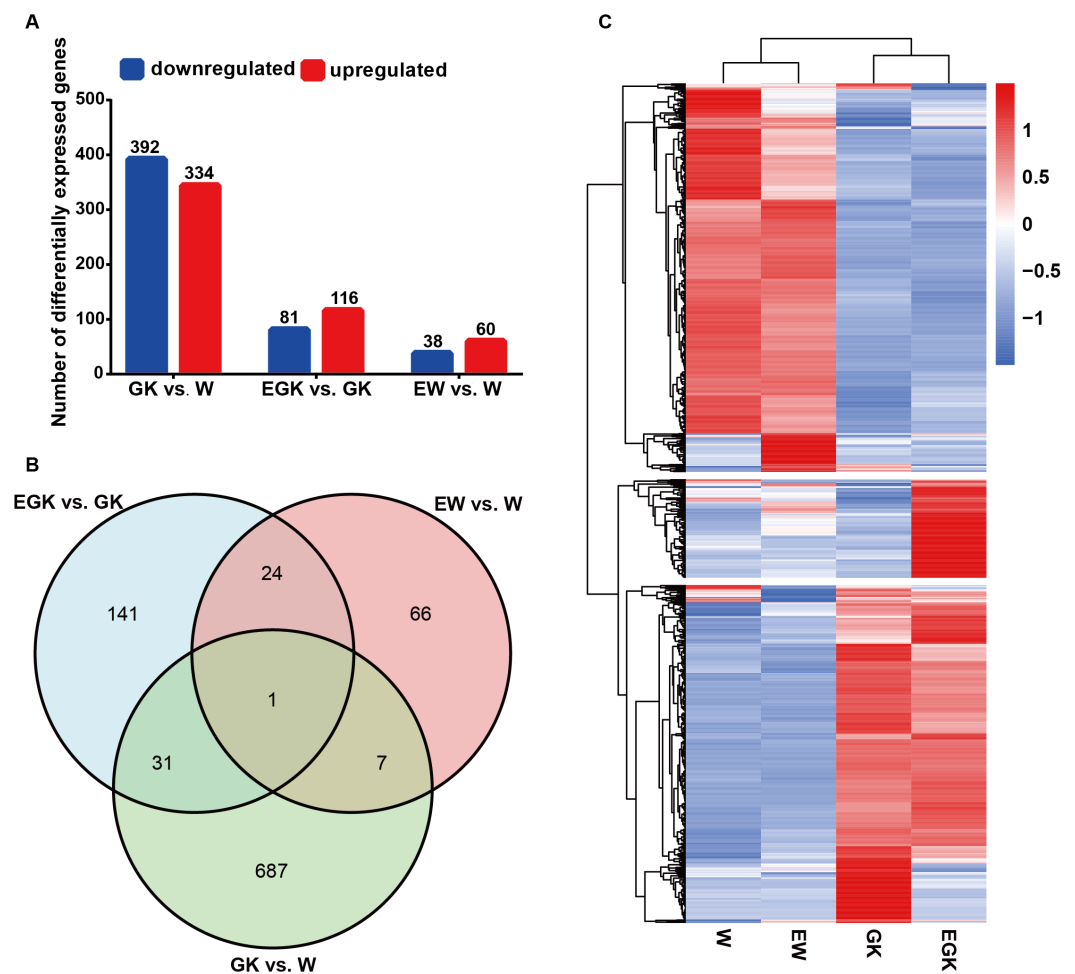 A
Number of differentially expressed genes
downregulated upregulated
500
400
300
200
100
0
392
334
81
116
38
60
GK vs. W
EGK vs. GK
EW vs. W
B
EGK vs. GK
EW vs. W
24
141
66
1
31
7
687
GK vs. W
C
1
0.5
0
−0.5
−1
W
EW
GK
EGK